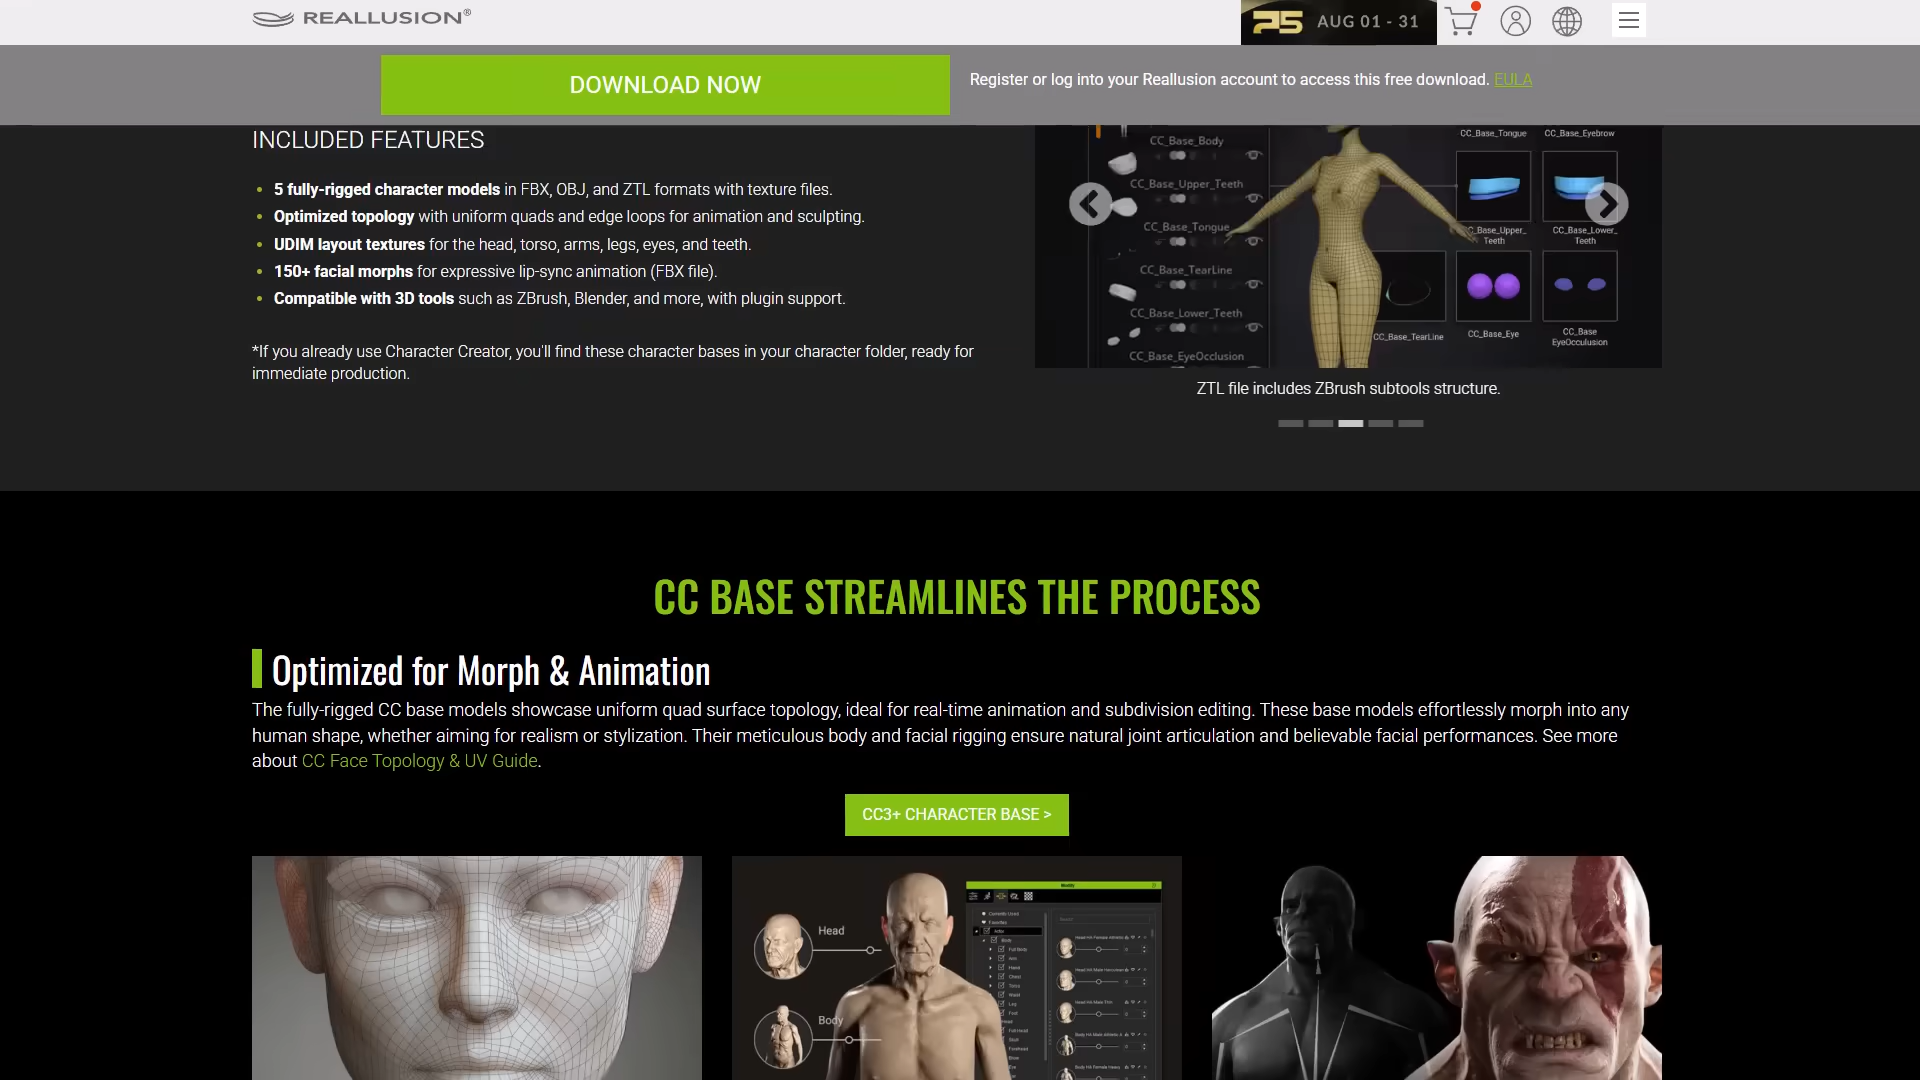 REALLUSION®
25 AUG 01 - 31
DOWNLOAD NOW
Register or log into your Reallusion account to access this free download. EULA
INCLUDED FEATURES
5 fully-rigged character models in FBX, OBJ, and ZTL formats with texture files.
Optimized topology with uniform quads and edge loops for animation and sculpting.
UDIM layout textures for the head, torso, arms, legs, eyes, and teeth.
150+ facial morphs for expressive lip-sync animation (FBX file).
Compatible with 3D tools such as ZBrush, Blender, and more, with plugin support.
*If you already use Character Creator, you'll find these character bases in your character folder, ready for
immediate production.
CC_Base_Body
CC_Base_Upper_Teeth
CC_Base_Tongue
CC_Base_TearLine
CC_Base_Lower_Teeth
CC_Base_EyeOcclusion
CC_Base_Tongue
CC_Base_Eyebrow
CC_Base_Upper_
Teeth
CC_Base_Lower_
Teeth
CC_Base_TearLine
CC_Base_Eye
CC_Base
EyeOcculusion
ZTL file includes ZBrush subtools structure.
CC BASE STREAMLINES THE PROCESS
Optimized for Morph & Animation
The fully-rigged CC base models showcase uniform quad surface topology, ideal for real-time animation and subdivision editing. These base models effortlessly morph into any
human shape, whether aiming for realism or stylization. Their meticulous body and facial rigging ensure natural joint articulation and believable facial performances. See more
about CC Face Topology & UV Guide.
CC3+ CHARACTER BASE >
Head
Body